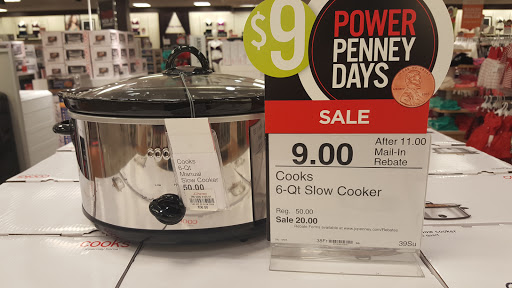 $9
POWER
PENNEY
DAYS
SALE
9.00
After 11.00
Mail-In
Rebate
Cooks
6-Qt Slow Cooker
Reg. 50.00
Sale 20.00
39Su
Cooks
6-Qt
Manual
Slow Cooker
50.00
cooks